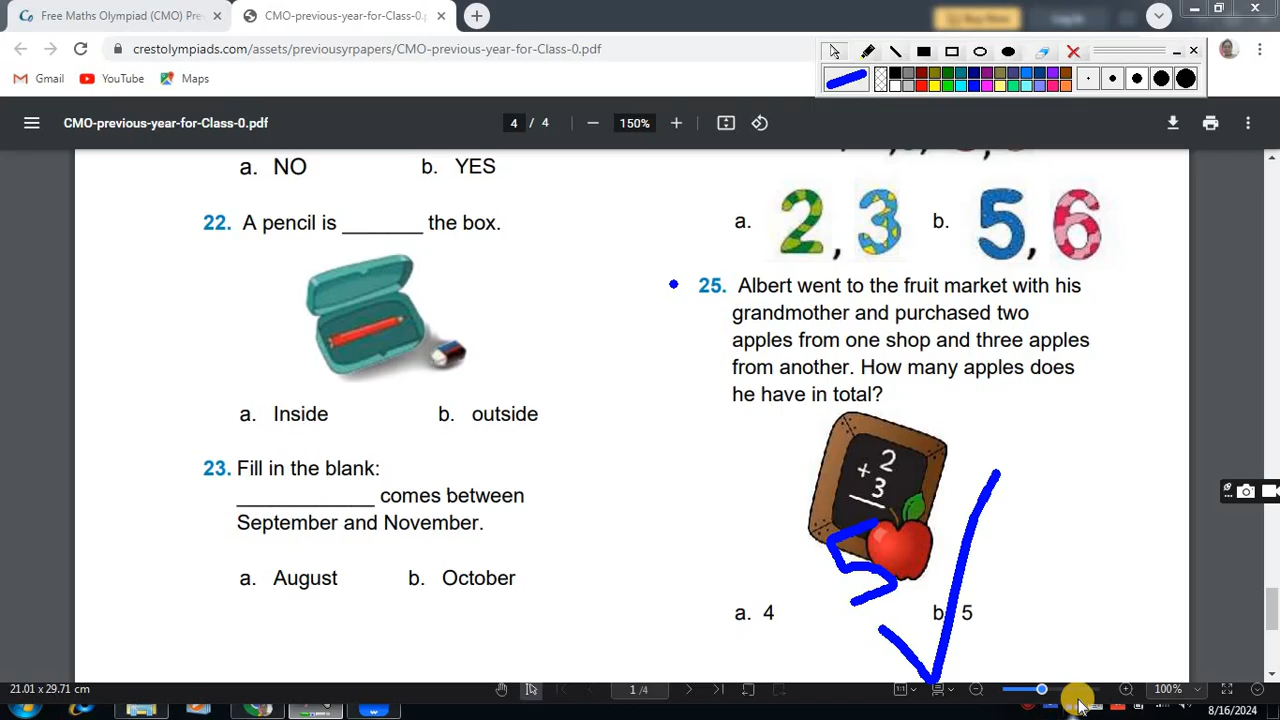 Free Maths Olympiad (CMO) Pre
CMO-previous-year-for-Class-0.p
crestolympiads.com/assets/previousyrpapers/CMO-previous-year-for-Class-0.pdf
Gmail
YouTube
Maps
CMO-previous-year-for-Class-0.pdf
4 / 4
150%
a. NO
b. YES
22. A pencil is _______ the box.
a. Inside
b. outside
23. Fill in the blank:
____________ comes between
September and November.
a. August
b. October
a. 2, 3
b. 5, 6
25. Albert went to the fruit market with his
grandmother and purchased two
apples from one shop and three apples
from another. How many apples does
he have in total?
2
+ 3
5
a. 4
b. 5
21.01 x 29.71 cm
1 /4
1:1
100%
8/16/2024